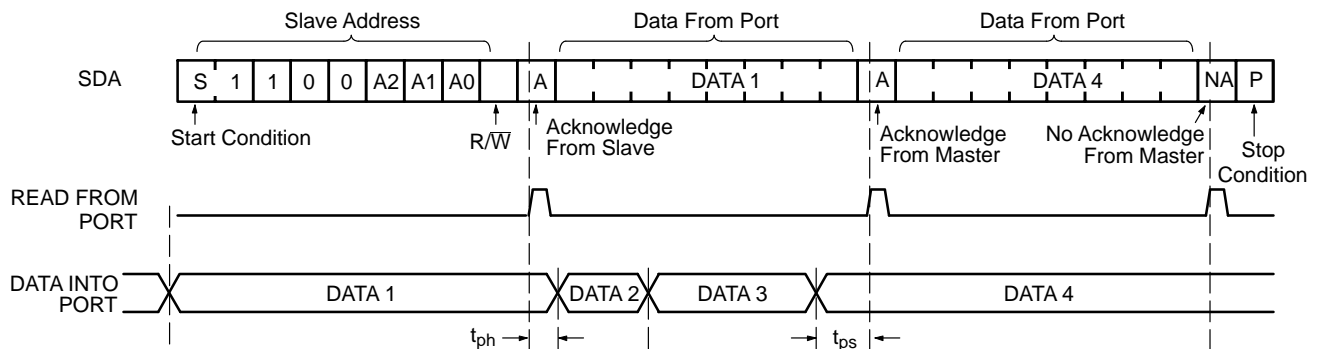 Slave Address
Data From Port
Data From Port
SDA
S 1 1 0 0 A2 A1 A0 A DATA 1 A DATA 4 NA P
Start Condition
R/W̅
Acknowledge
From Slave
Acknowledge
From Master
No Acknowledge
From Master
Stop
Condition
READ FROM
PORT
DATA INTO
PORT
DATA 1
DATA 2
DATA 3
DATA 4
tph
tps